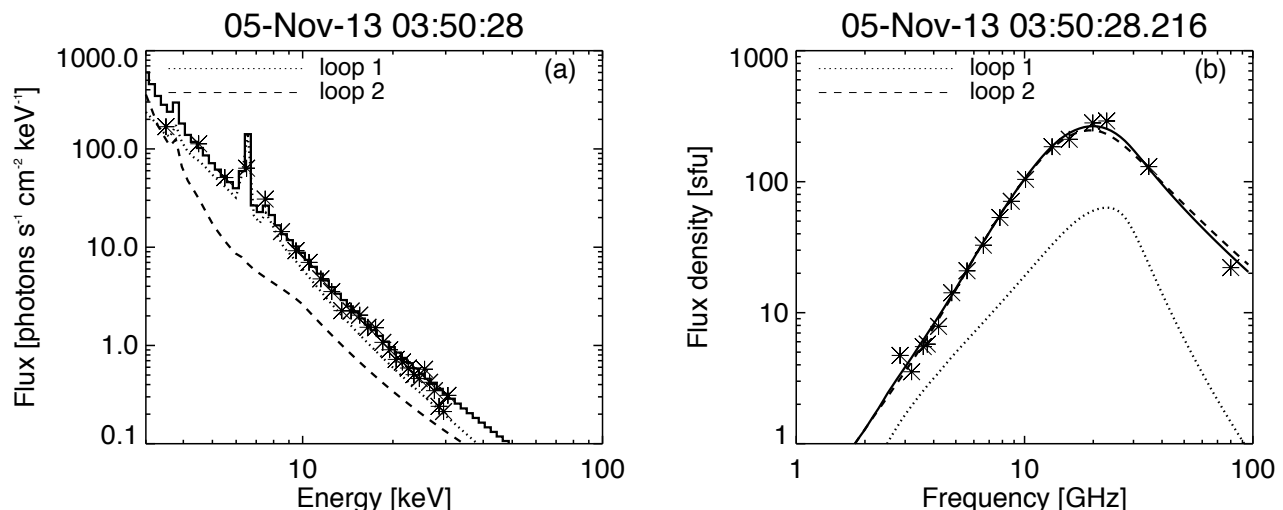 05-Nov-13 03:50:28
1000.0
100.0
10.0
1.0
0.1
10
100
Flux [photons s⁻¹ cm⁻² keV⁻¹]
Energy [keV]
loop 1
loop 2
(a)
05-Nov-13 03:50:28.216
1000
100
10
1
1
10
100
Flux density [sfu]
Frequency [GHz]
loop 1
loop 2
(b)